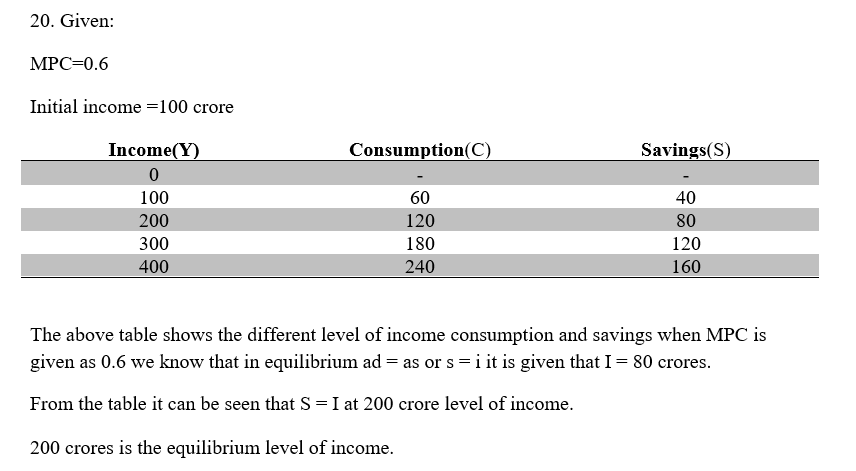 20. Given:
MPC=0.6
Initial income =100 crore
Income(Y) Consumption(C) Savings(S)
0 - -
100 60 40
200 120 80
300 180 120
400 240 160
The above table shows the different level of income consumption and savings when MPC is
given as 0.6 we know that in equilibrium ad = as or s = i it is given that I = 80 crores.
From the table it can be seen that S = I at 200 crore level of income.
200 crores is the equilibrium level of income.